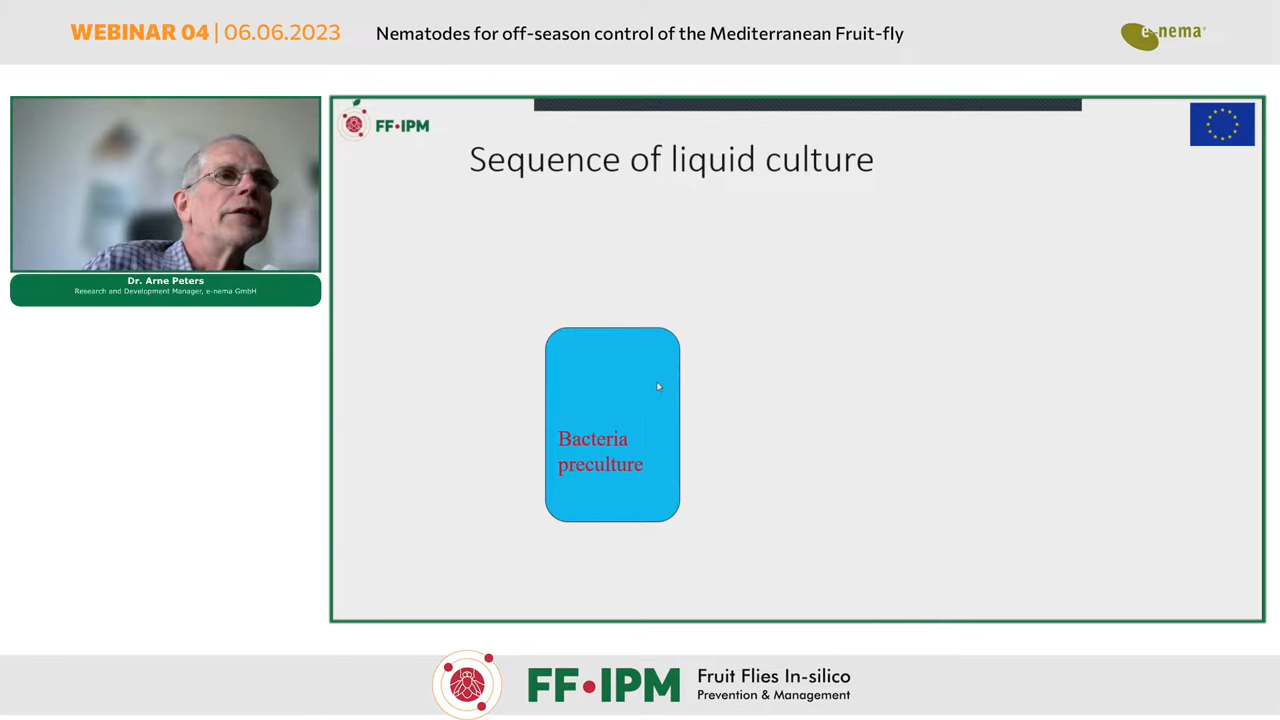 WEBINAR 04 | 06.06.2023
Nematodes for off-season control of the Mediterranean Fruit-fly
e-nema®
FF•IPM
Sequence of liquid culture
Dr. Arne Peters
Research and Development Manager, e-nema GmbH
Bacteria
preculture
FF•IPM
Fruit Flies In-silico
Prevention & Management